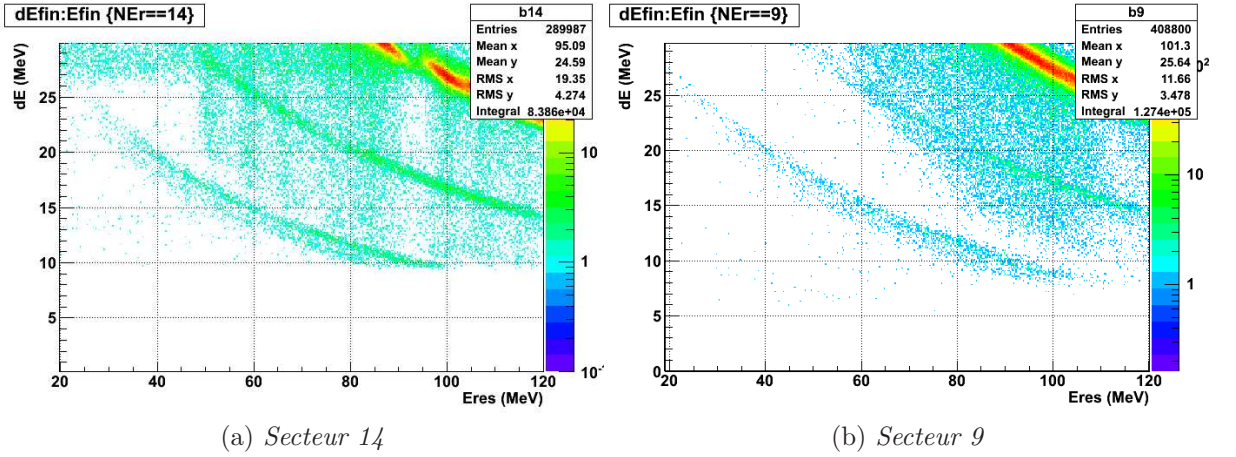 dEfin:Efin {NEr==14}
b14
Entries 289987
Mean x 95.09
Mean y 24.59
RMS x 19.35
RMS y 4.274
Integral 8.386e+04
dE (MeV)
25
20
15
10
5
0
20 40 60 80 100 120
Eres (MeV)
10
1
(a) Secteur 14
dEfin:Efin {NEr==9}
b9
Entries 408800
Mean x 101.3
Mean y 25.64
RMS x 11.66
RMS y 3.478
Integral 1.274e+05
dE (MeV)
25
20
15
10
5
0
20 40 60 80 100 120
Eres (MeV)
0²
10
1
(b) Secteur 9